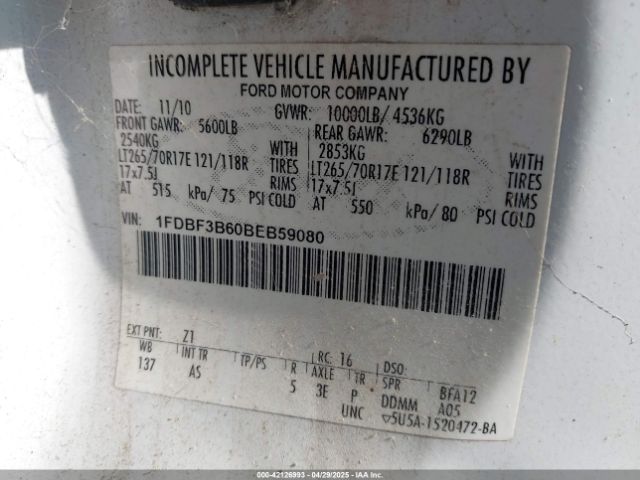 INCOMPLETE VEHICLE MANUFACTURED BY
FORD MOTOR COMPANY
DATE: 11/10 GVWR: 10000LB/ 4536KG
FRONT GAWR: 5600LB REAR GAWR: 6290LB
2540KG WITH 2853KG WITH
LT265/70R17E 121/118R TIRES LT265/70R17E 121/118R TIRES
17x7.5J RIMS 17x7.5J RIMS
AT 515 kPa/ 75 PSI COLD AT 550 kPa/ 80 PSI COLD
VIN: 1FDBF3B60BEB59080
EXT PNT: Z1 RC: 16 DSO:
WB INT TR TP/PS R AXLE TR SPR BFA12
137 AS 5 3E P DDMM A05
UNC ▽5U5A-1520472-BA
000-42126993 - 04/29/2025 - IAAI.COM